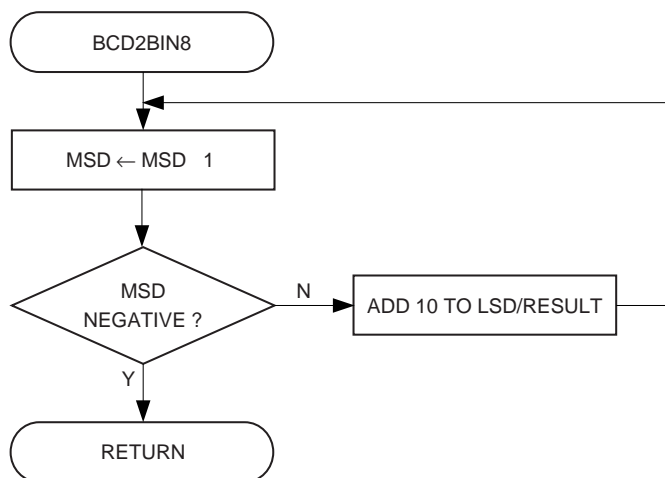 BCD2BIN8
MSD ← MSD 1
MSD
NEGATIVE ?
N
ADD 10 TO LSD/RESULT
Y
RETURN